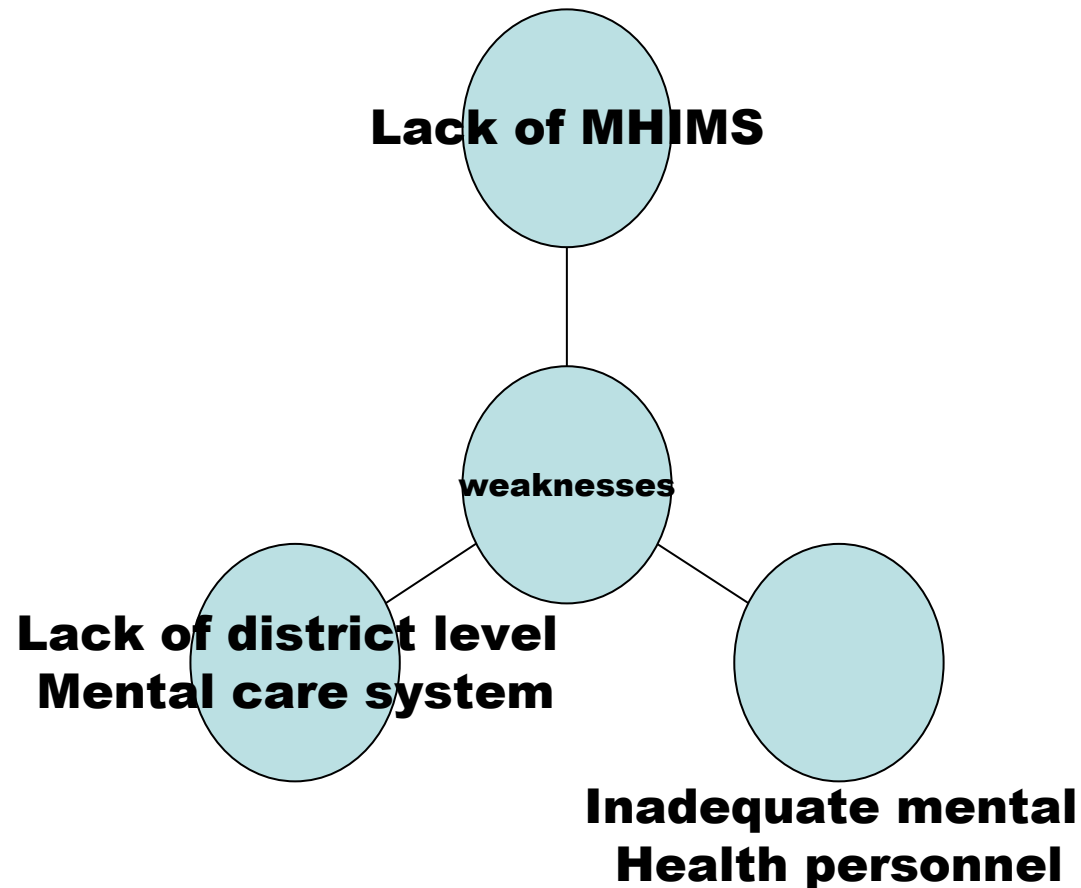 Lack of MHIMS
weaknesses
Lack of district level
Mental care system
Inadequate mental
Health personnel